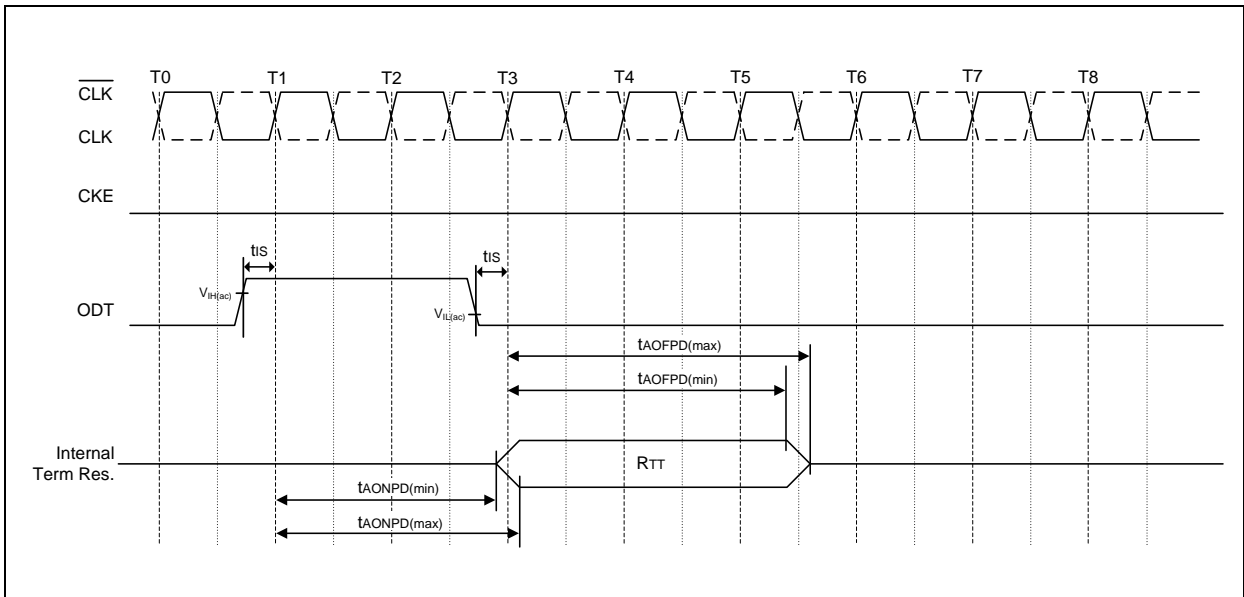 T0 T1 T2 T3 T4 T5 T6 T7 T8
CLK
CLK
CKE
tIS
tIS
VIH(ac)
ODT
VIL(ac)
tAOFPD(max)
tAOFPD(min)
Internal
Term Res.
RTT
tAONPD(min)
tAONPD(max)